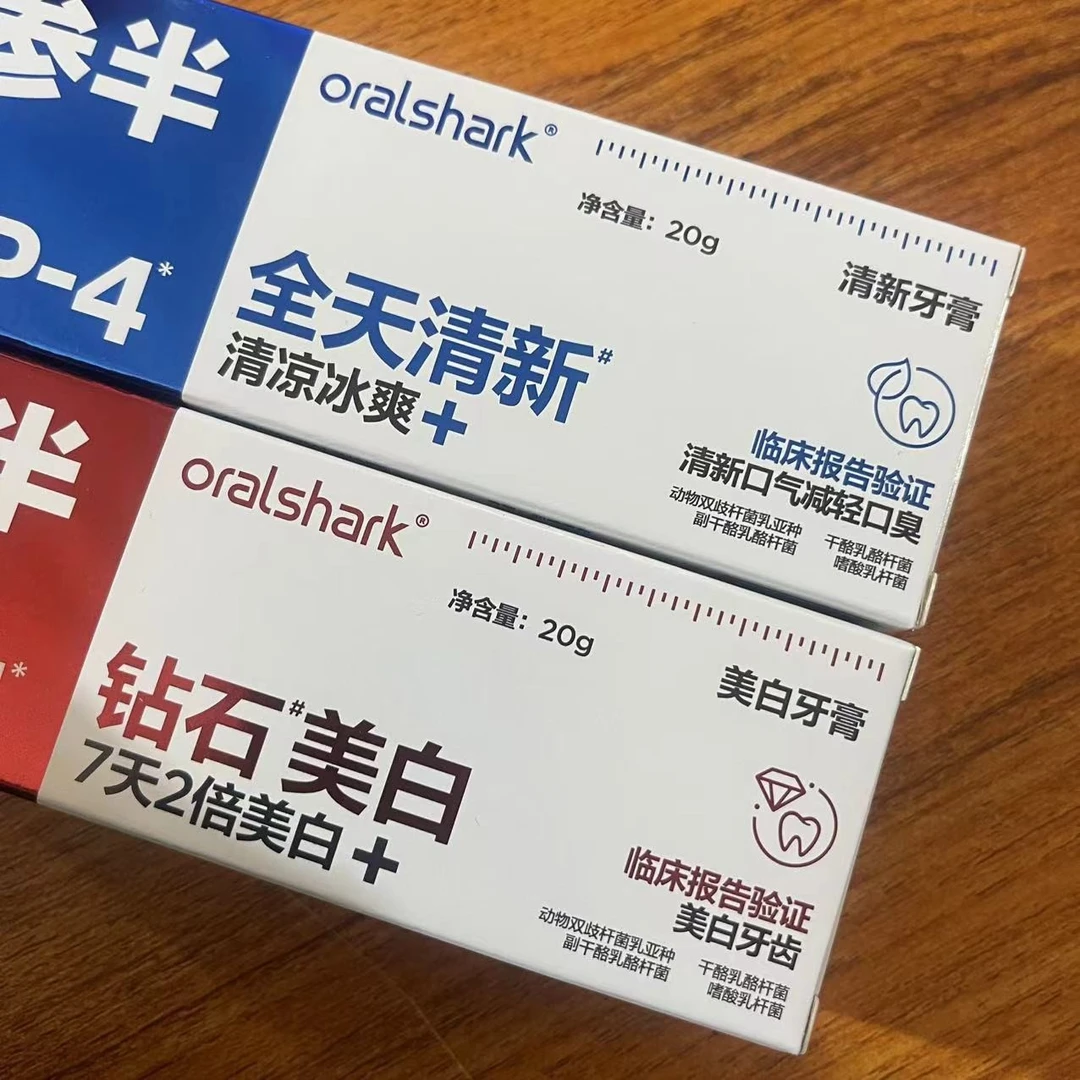 参半
P-4*
oralshark®
净含量：20g
清新牙膏
全天清新#
清凉冰爽+
临床报告验证
清新口气减轻口臭
动物双歧杆菌乳亚种 干酪乳酪杆菌
副干酪乳酪杆菌 嗜酸乳杆菌
半
oralshark®
净含量：20g
美白牙膏
钻石#美白
7天2倍美白+
临床报告验证
美白牙齿
动物双歧杆菌乳亚种 干酪乳酪杆菌
副干酪乳酪杆菌 嗜酸乳杆菌